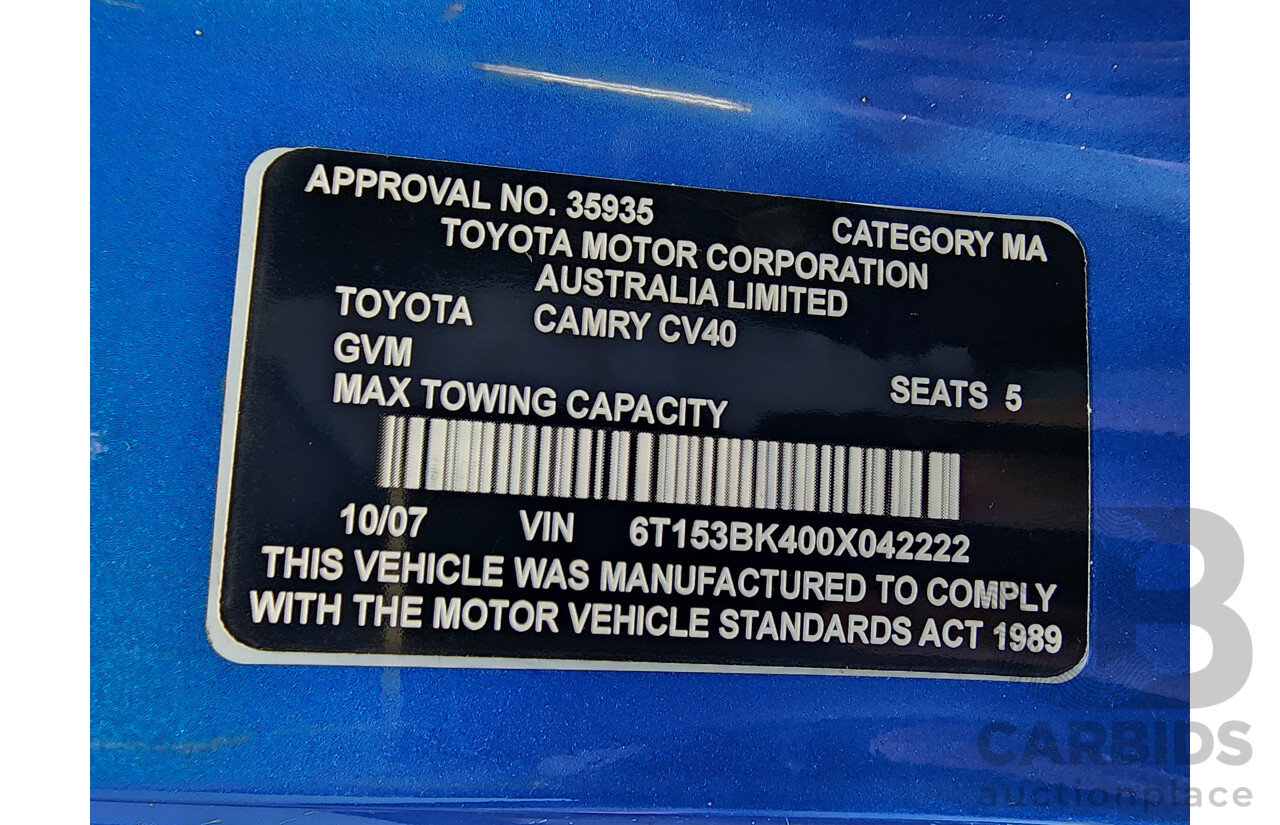 APPROVAL NO. 35935 CATEGORY MA
TOYOTA MOTOR CORPORATION
AUSTRALIA LIMITED
TOYOTA CAMRY CV40
GVM
SEATS 5
MAX TOWING CAPACITY
10/07 VIN 6T153BK400X042222
THIS VEHICLE WAS MANUFACTURED TO COMPLY
WITH THE MOTOR VEHICLE STANDARDS ACT 1989
B
CARBIDS
auctionplace